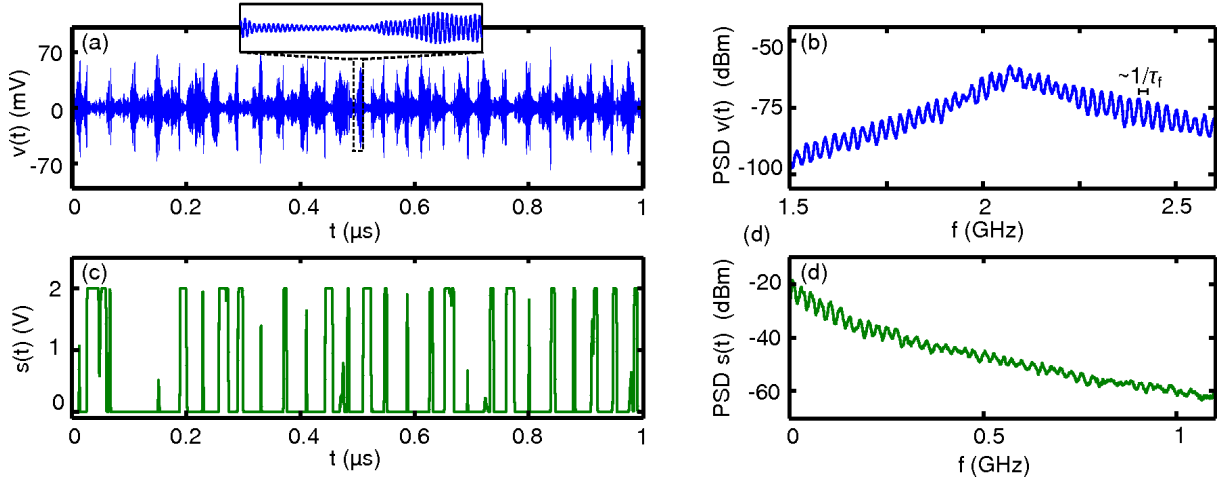 (a)
70
0
-70
v(t) (mV)
0
0.2
0.4
0.6
0.8
1
t (μs)
(b)
-50
-75
-100
PSD v(t) (dBm)
~1/τf
1.5
2
2.5
f (GHz)
(c)
2
1
0
s(t) (V)
0
0.2
0.4
0.6
0.8
1
t (μs)
(d)
(d)
-20
-40
-60
PSD s(t) (dBm)
0
0.5
1
f (GHz)